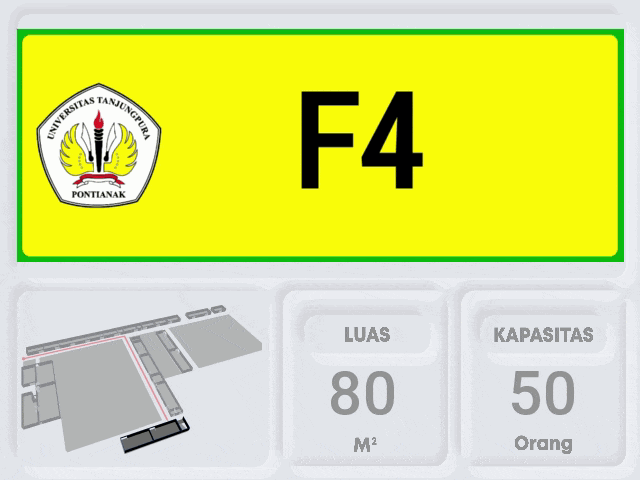 UNIVERSITAS TANJUNGPURA
PONTIANAK
F4
LUAS
80
M²
KAPASITAS
50
Orang